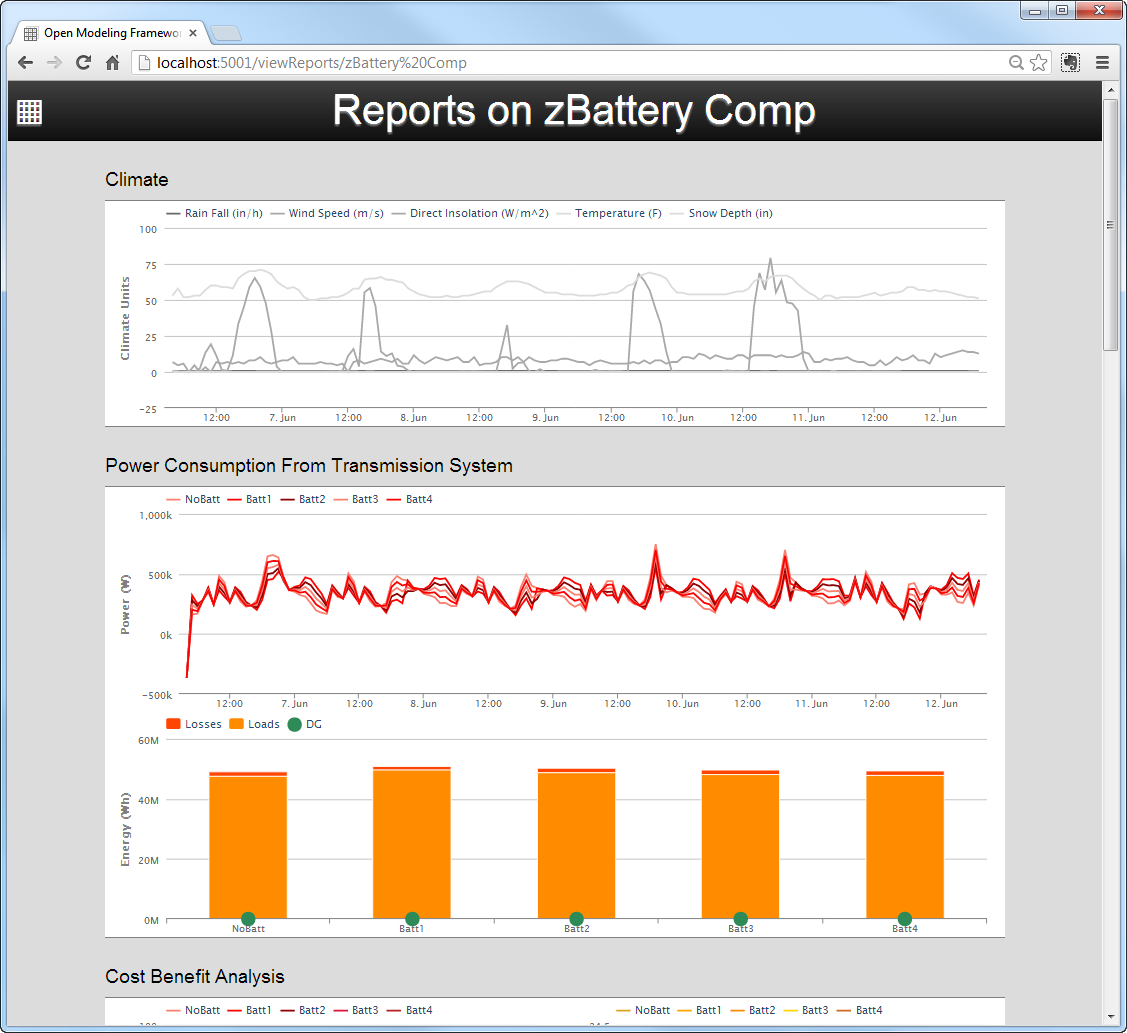 Open Modeling Framewo
localhost:5001/viewReports/zBattery%20Comp
Reports on zBattery Comp
Climate
Rain Fall (in/h) Wind Speed (m/s) Direct Insolation (W/m^2) Temperature (F) Snow Depth (in)
100
75
50
25
0
-25
Climate Units
12:00 7. Jun 12:00 8. Jun 12:00 9. Jun 12:00 10. Jun 12:00 11. Jun 12:00 12. Jun
Power Consumption From Transmission System
NoBatt Batt1 Batt2 Batt3 Batt4
1,000k
500k
0k
-500k
Power (W)
12:00 7. Jun 12:00 8. Jun 12:00 9. Jun 12:00 10. Jun 12:00 11. Jun 12:00 12. Jun
Losses Loads DG
60M
40M
20M
0M
Energy (Wh)
NoBatt Batt1 Batt2 Batt3 Batt4
Cost Benefit Analysis
NoBatt Batt1 Batt2 Batt3 Batt4 NoBatt Batt1 Batt2 Batt3 Batt4